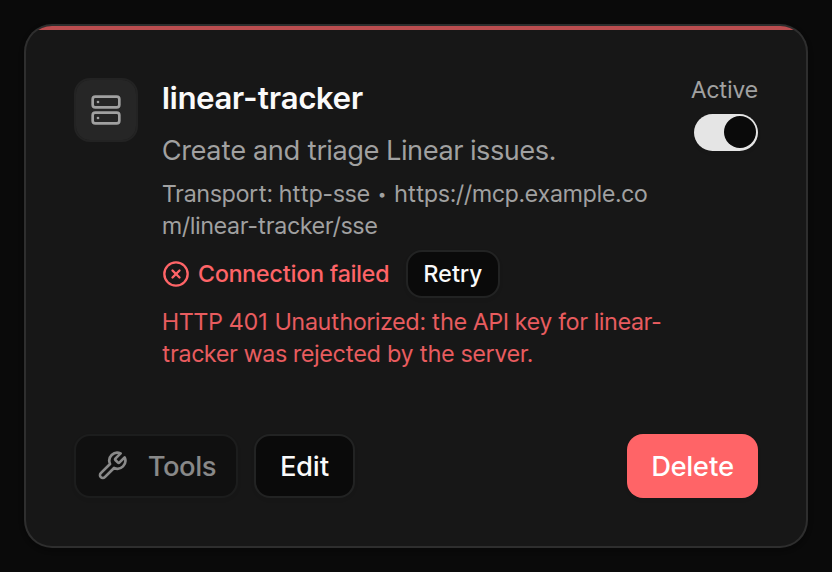 linear-tracker
Active
Create and triage Linear issues.
Transport: http-sse • https://mcp.example.co
m/linear-tracker/sse
Connection failed
Retry
HTTP 401 Unauthorized: the API key for linear-
tracker was rejected by the server.
Tools
Edit
Delete